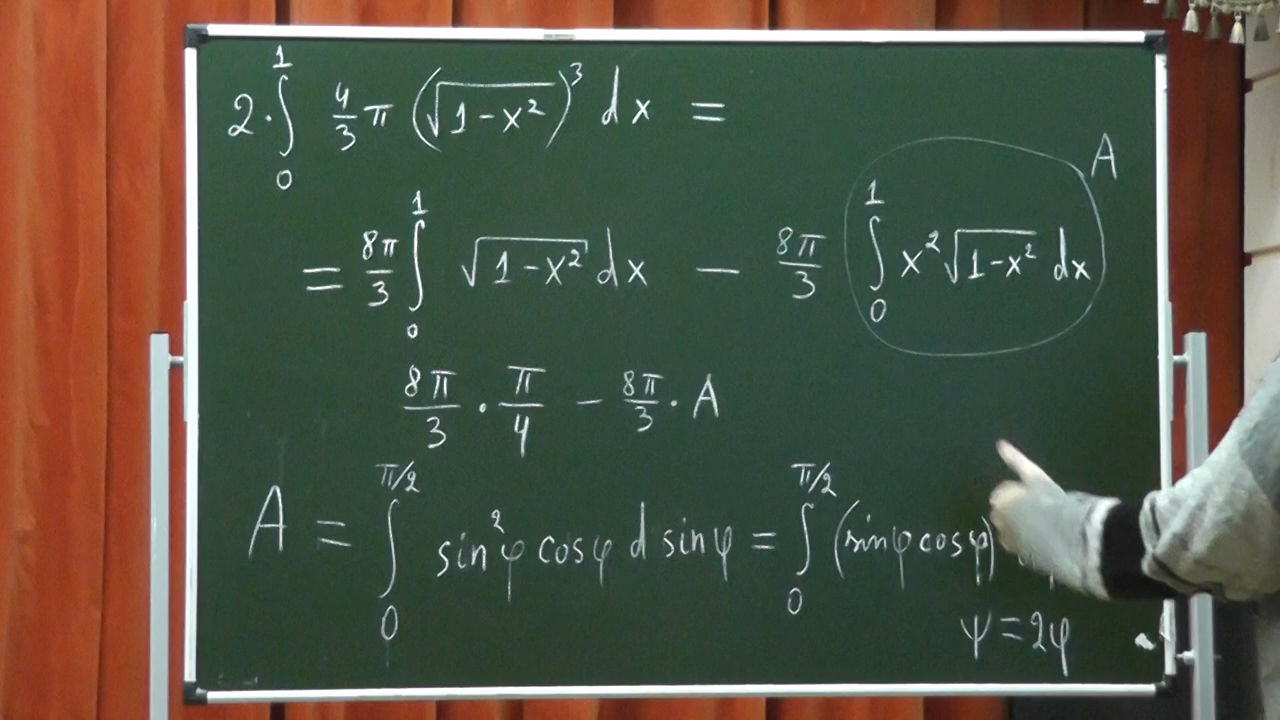 2·∫₀¹ 4/3 π (√(1-x²))³ dx =
= 8π/3 ∫₀¹ √(1-x²) dx — 8π/3 ∫₀¹ x²√(1-x²) dx A
8π/3 · π/4 - 8π/3 · A
A = ∫₀^(π/2) sin²φ cosφ d sinφ = ∫₀^(π/2) (sinφ cosφ)
ψ = 2φ